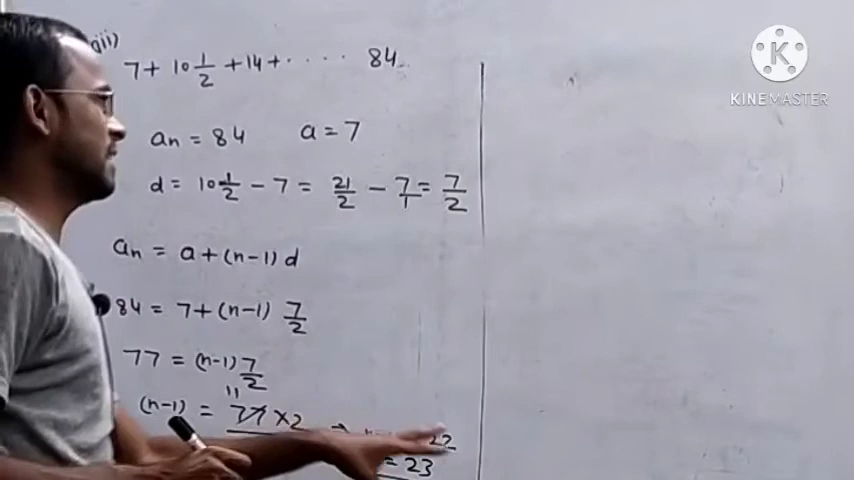 iii)
7 + 10 1/2 + 14 + ..... 84
an = 84 a = 7
d = 10 1/2 - 7 = 21/2 - 7/1 = 7/2
an = a + (n-1) d
84 = 7 + (n-1) 7/2
77 = (n-1) 7/2
(n-1) = 77 × 2
11
22
= 23
K
KINEMASTER